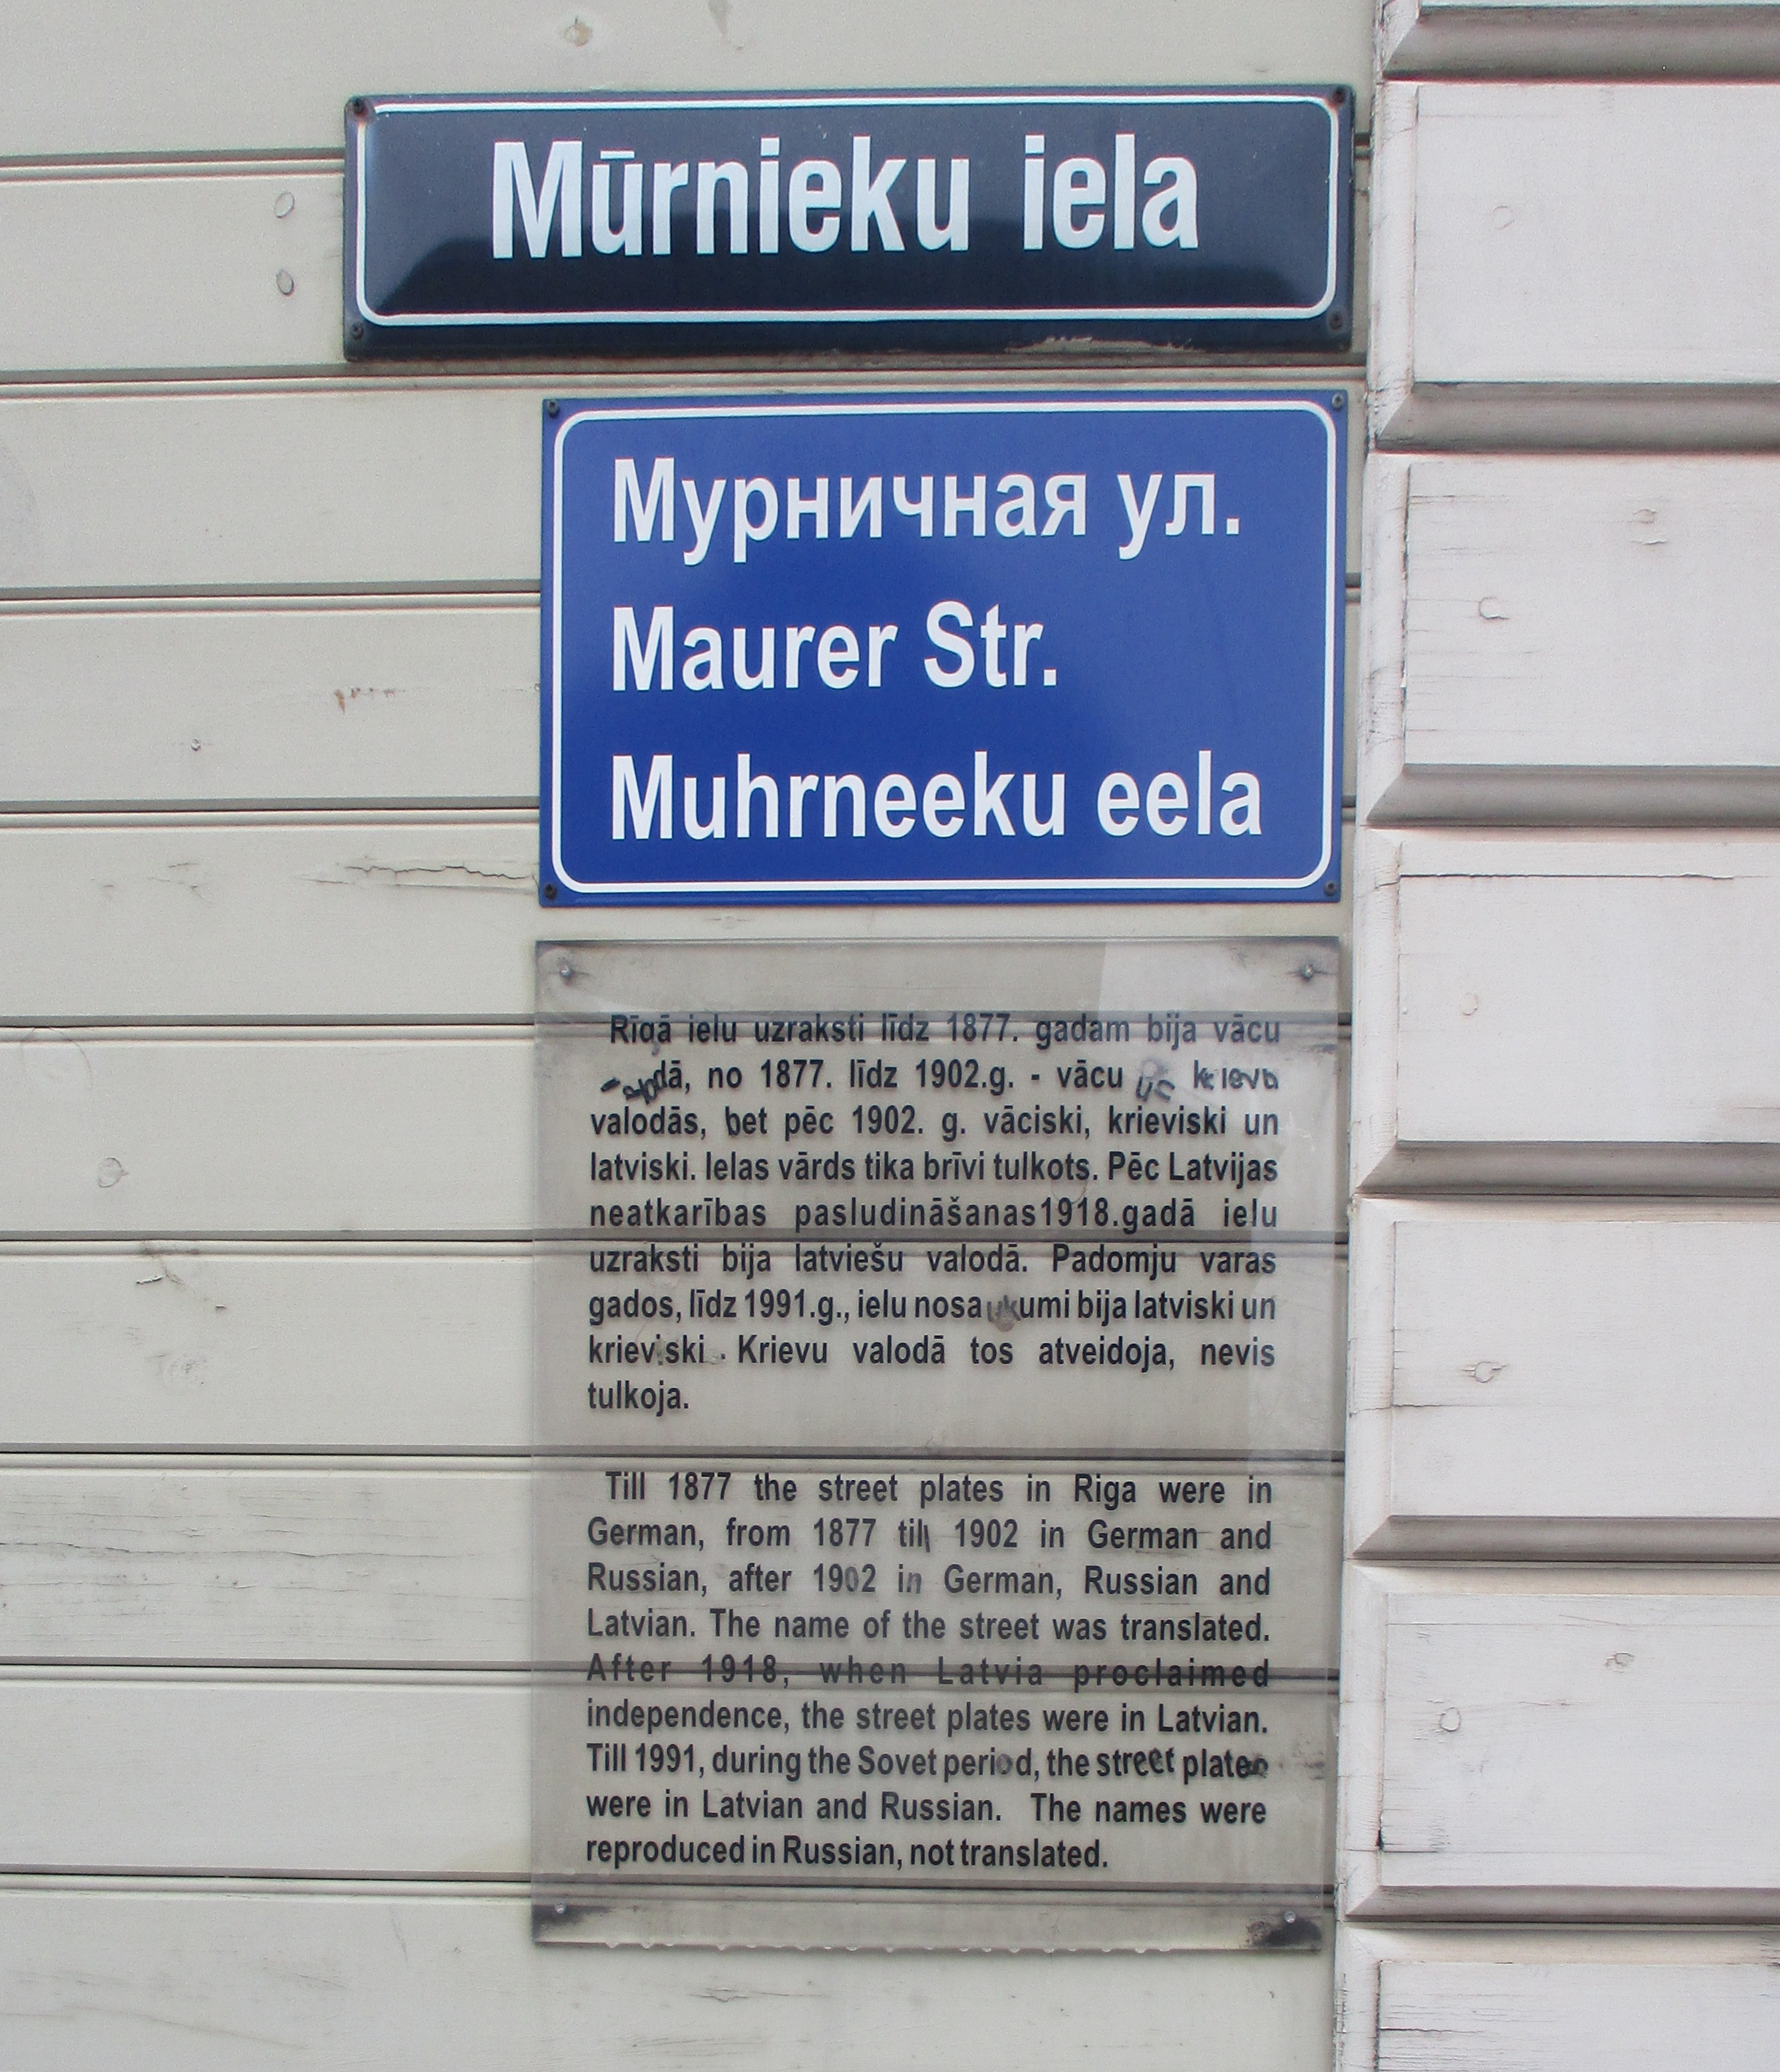 Mūrnieku iela
Мурничная ул.
Maurer Str.
Muhrneeku eela
Rīgā ielu uzraksti līdz 1877. gadam bija vācu
valodā, no 1877. līdz 1902.g. - vācu un krievu
valodās, bet pēc 1902. g. vāciski, krieviski un
latviski. Ielas vārds tika brīvi tulkots. Pēc Latvijas
neatkarības pasludināšanas1918.gadā ielu
uzraksti bija latviešu valodā. Padomju varas
gados, līdz 1991.g., ielu nosaukumi bija latviski un
krieviski. Krievu valodā tos atveidoja, nevis
tulkoja.
Till 1877 the street plates in Riga were in
German, from 1877 till 1902 in German and
Russian, after 1902 in German, Russian and
Latvian. The name of the street was translated.
After 1918, when Latvia proclaimed
independence, the street plates were in Latvian.
Till 1991, during the Sovet period, the street plates
were in Latvian and Russian. The names were
reproduced in Russian, not translated.